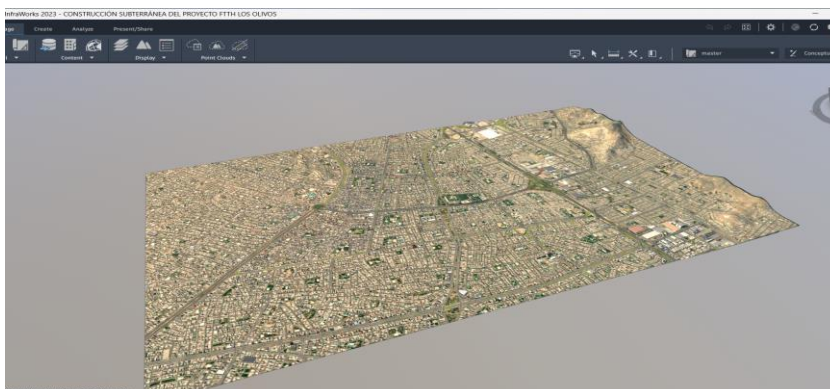 InfraWorks 2023 - CONSTRUCCIÓN SUBTERRÁNEA DEL PROYECTO FTTH LOS OLIVOS
Create Analyze Present/Share
Content Display Point Clouds
master
Conceptu